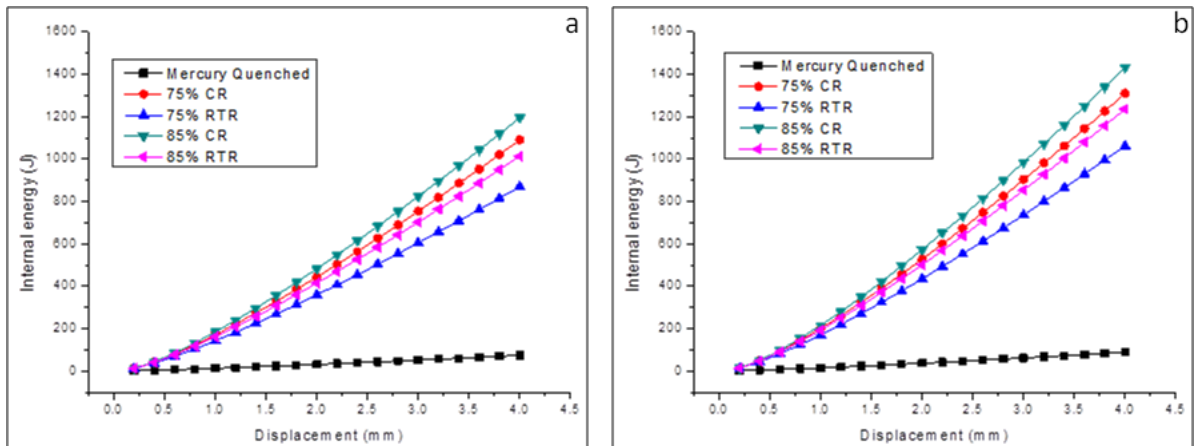 a
1600
1400
1200
1000
800
600
400
200
0
Internal energy (J)
Mercury Quenched
75% CR
75% RTR
85% CR
85% RTR
0.0 0.5 1.0 1.5 2.0 2.5 3.0 3.5 4.0 4.5
Displacement (mm)
b
1600
1400
1200
1000
800
600
400
200
0
Internal energy (J)
Mercury Quenched
75% CR
75% RTR
85% CR
85% RTR
0.0 0.5 1.0 1.5 2.0 2.5 3.0 3.5 4.0 4.5
Displacement (mm)